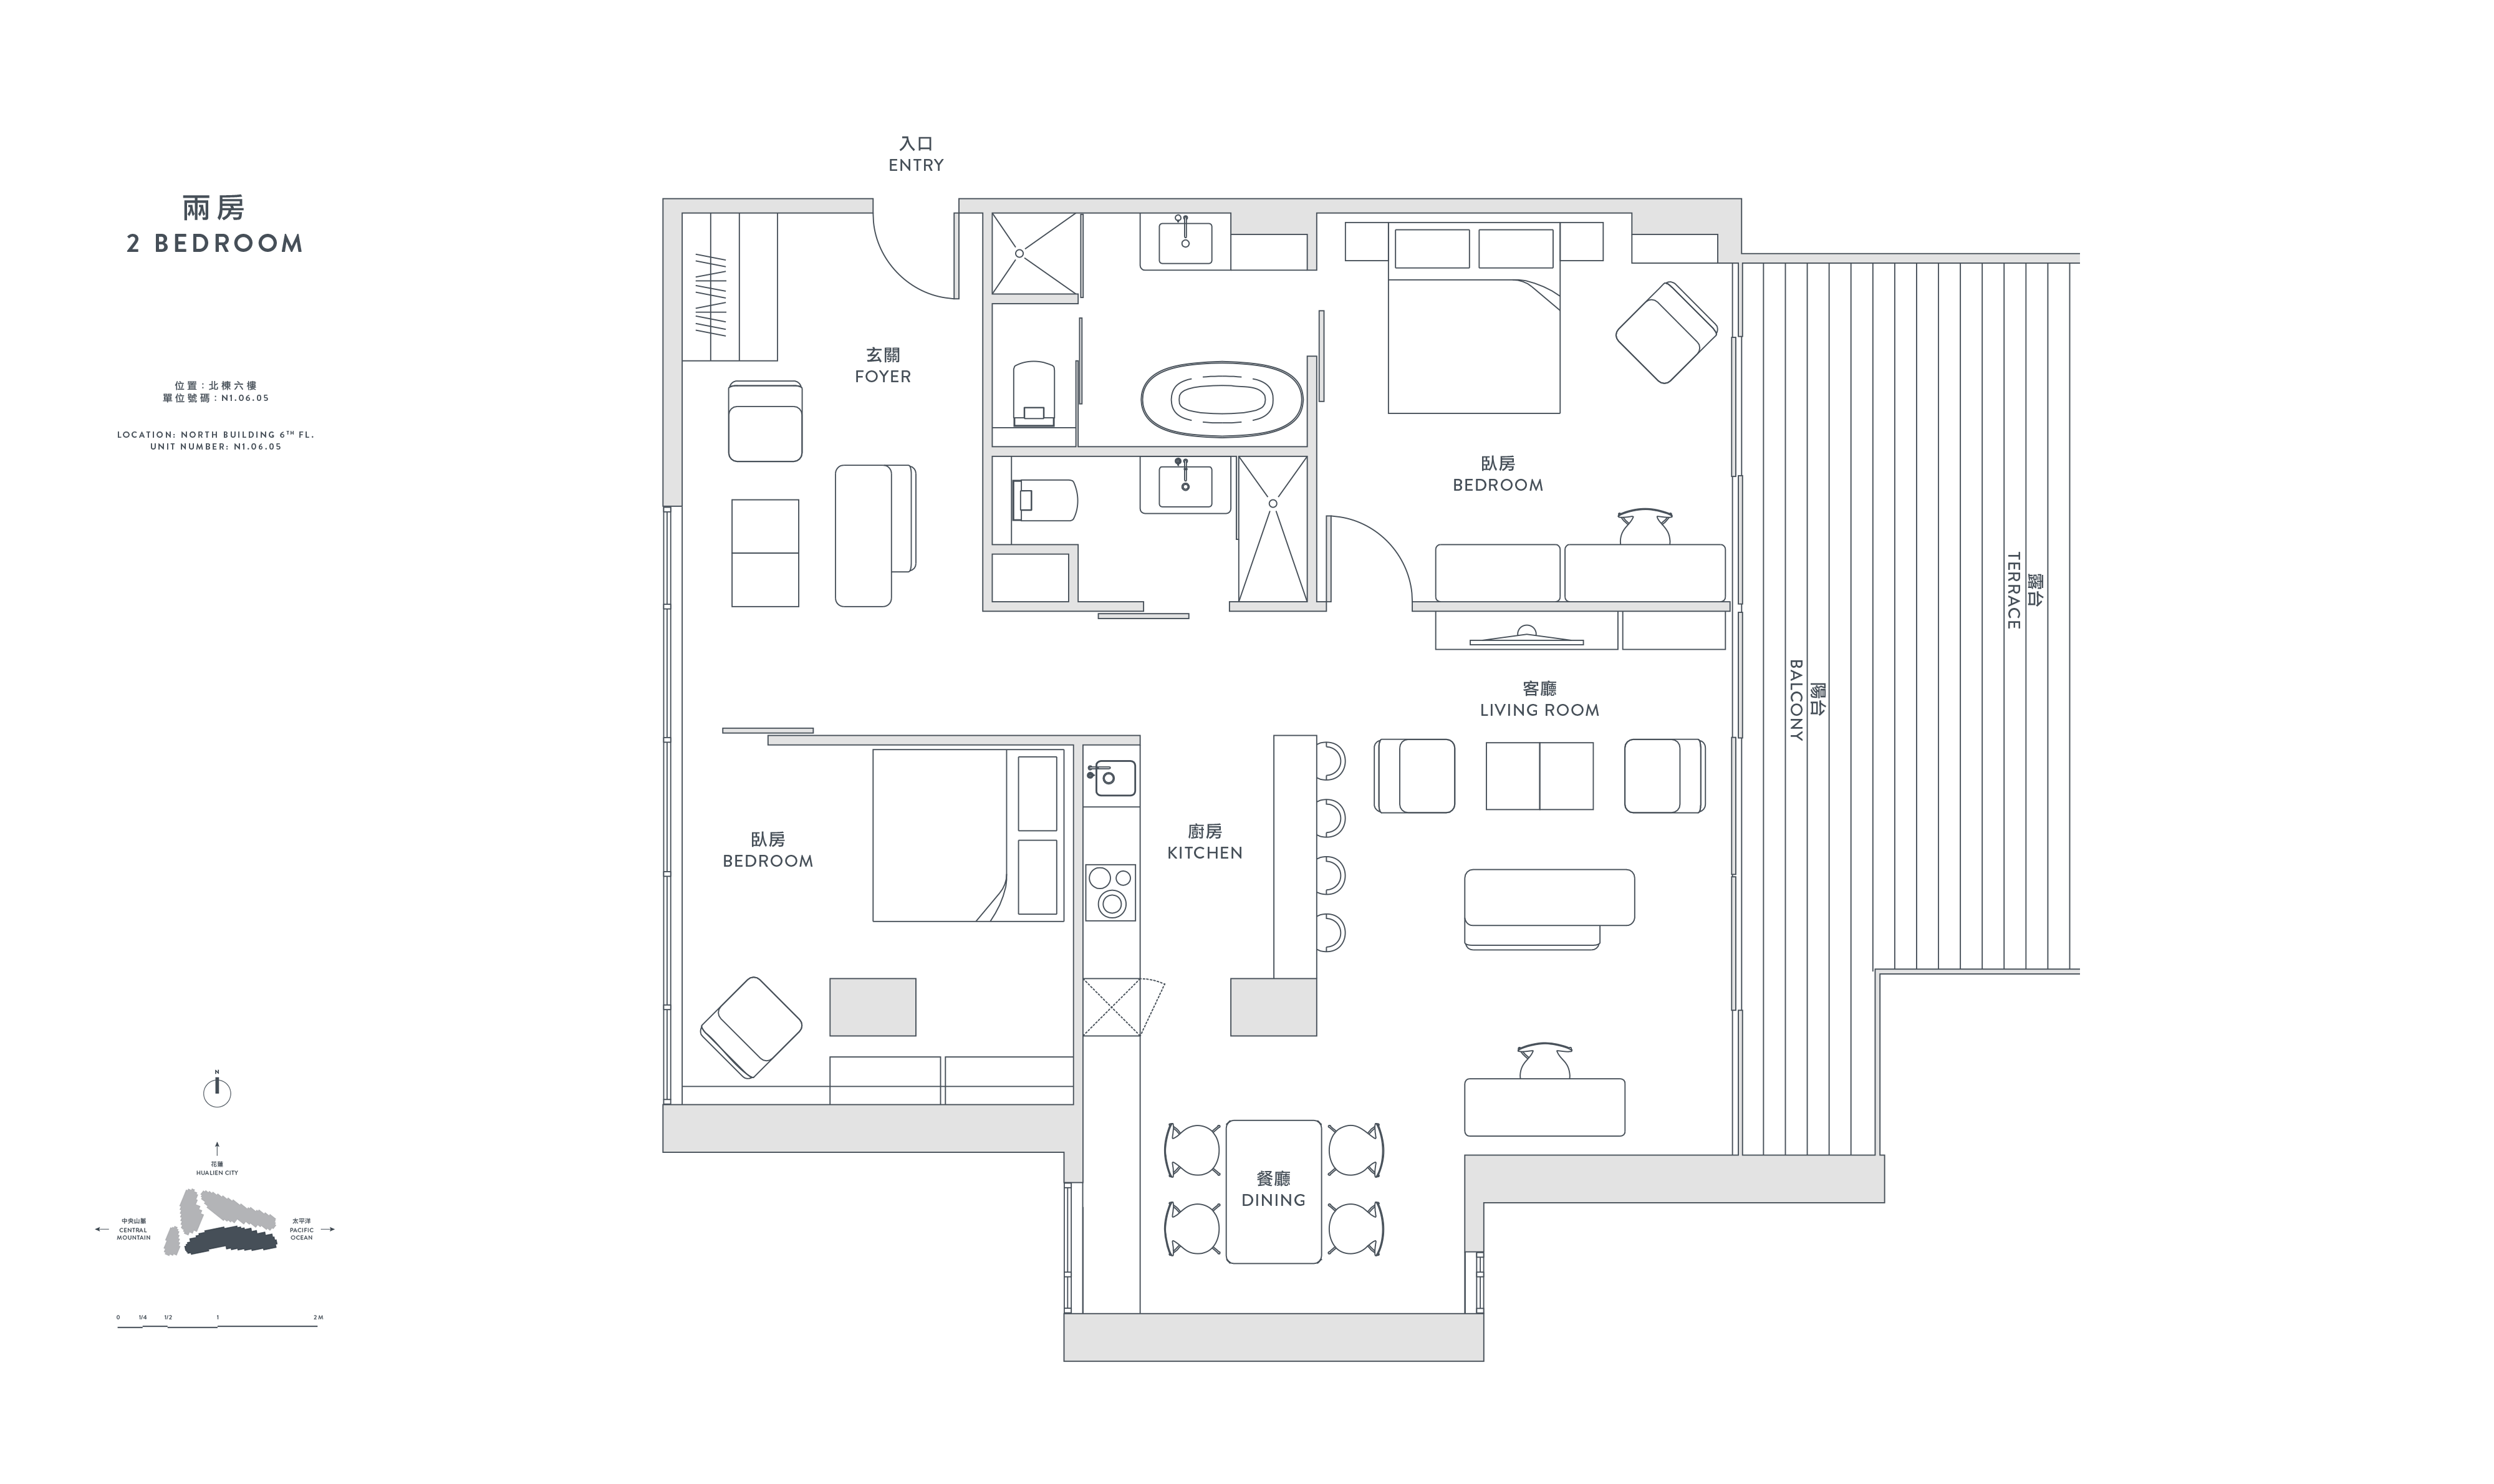 兩房
2 BEDROOM
位置：北棟六樓
單位號碼：N1.06.05
LOCATION: NORTH BUILDING 6TH FL.
UNIT NUMBER: N1.06.05
入口
ENTRY
玄關
FOYER
臥房
BEDROOM
客廳
LIVING ROOM
陽台
BALCONY
露台
TERRACE
臥房
BEDROOM
廚房
KITCHEN
餐廳
DINING
N
花蓮
HUALIEN CITY
中央山脈
CENTRAL
MOUNTAIN
太平洋
PACIFIC
OCEAN
0 1/4 1/2 1 2 M